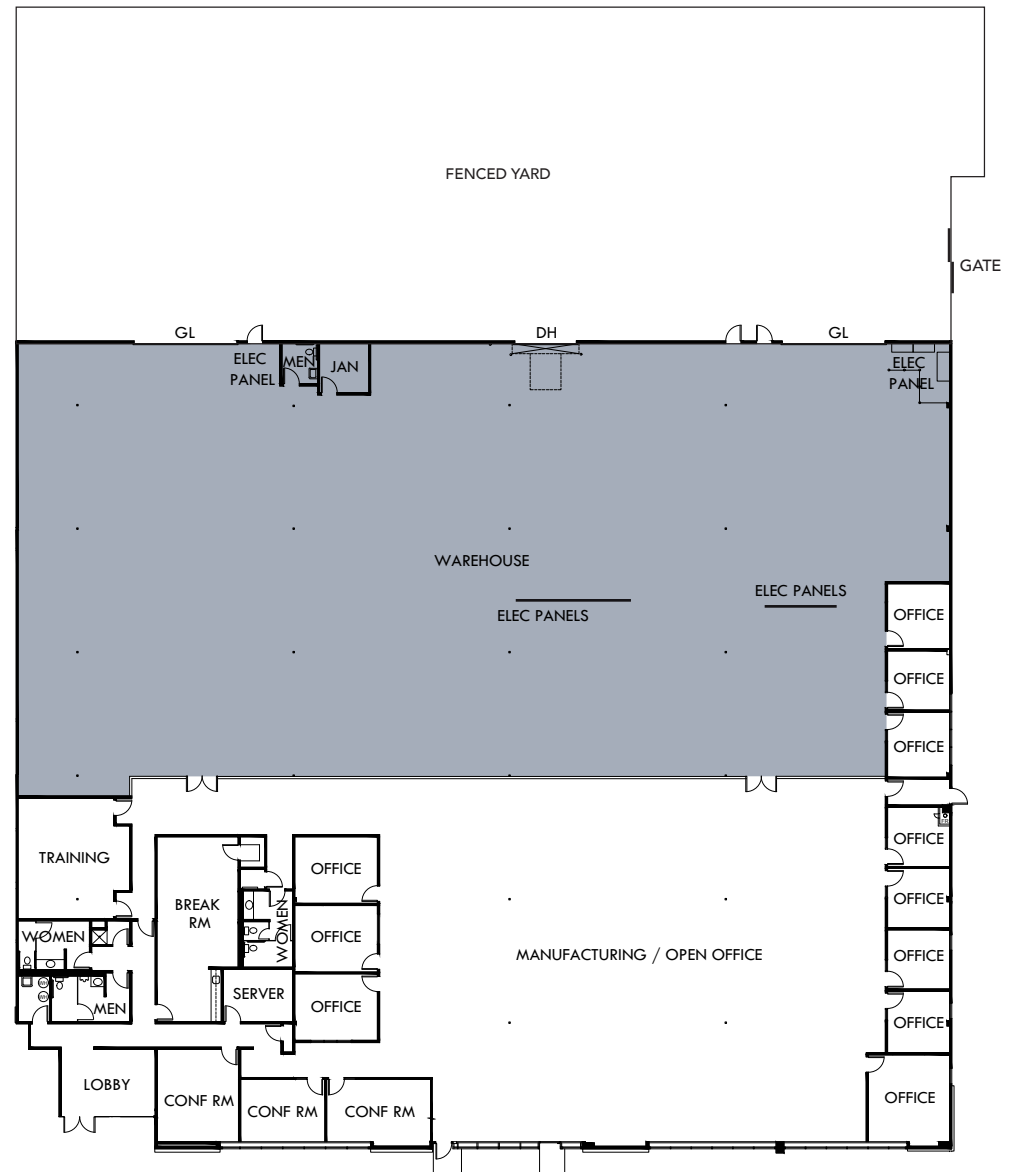 FENCED YARD
GATE
GL
DH
GL
ELEC
PANEL
MEN
JAN
ELEC
PANEL
WAREHOUSE
ELEC PANELS
ELEC PANELS
OFFICE
OFFICE
OFFICE
TRAINING
OFFICE
OFFICE
BREAK
RM
OFFICE
WOMEN
WOMEN
OFFICE
MANUFACTURING / OPEN OFFICE
OFFICE
SERVER
OFFICE
MEN
OFFICE
LOBBY
CONF RM
CONF RM
CONF RM
OFFICE